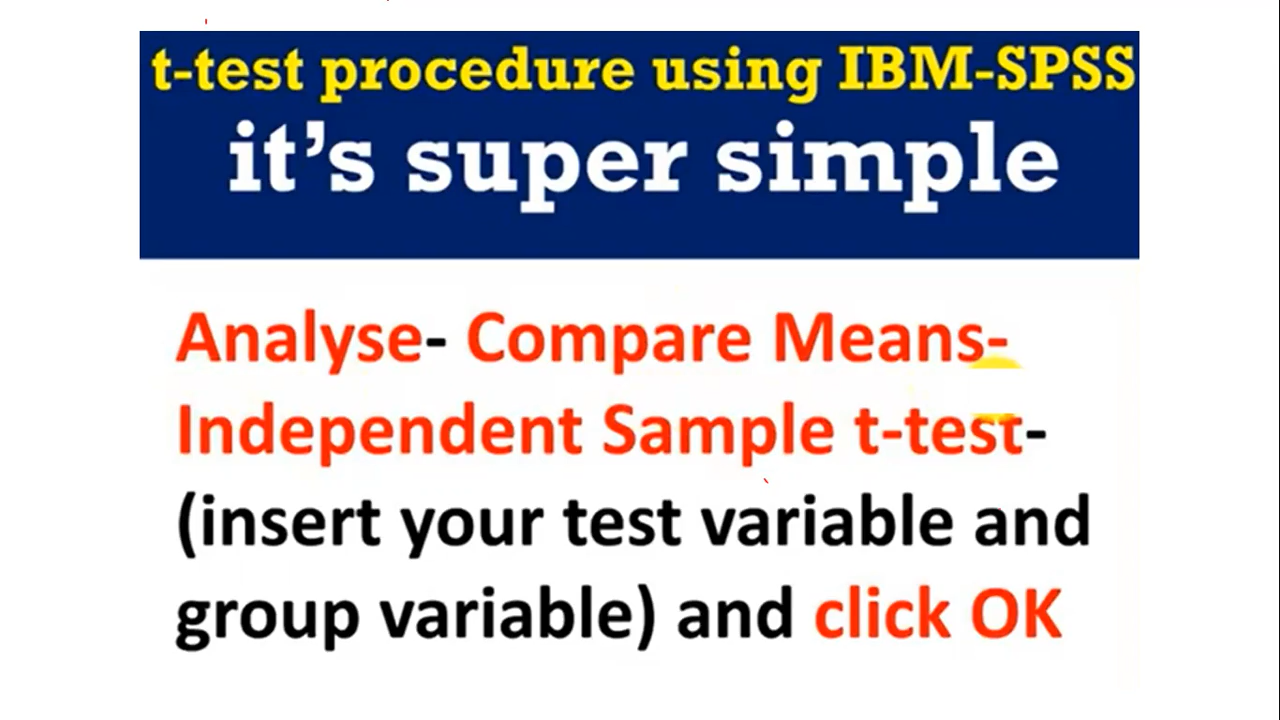 t-test procedure using IBM-SPSS
it’s super simple
Analyse- Compare Means-
Independent Sample t-test-
(insert your test variable and
group variable) and click OK